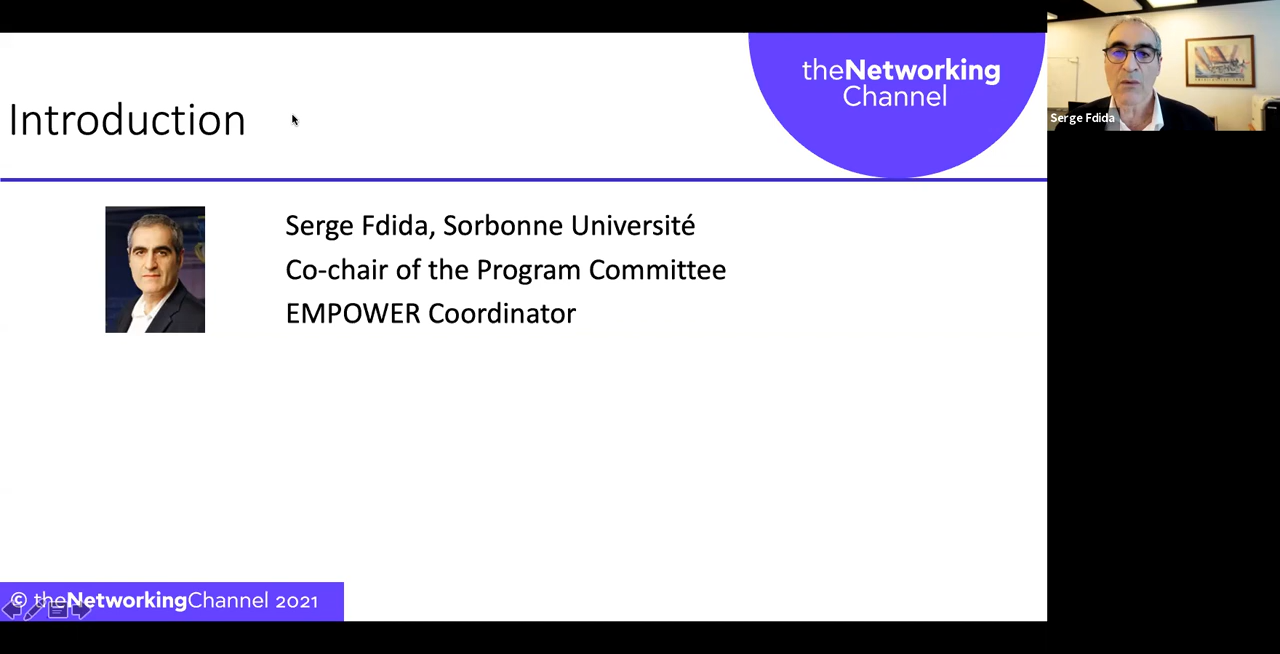 theNetworking
Channel
Introduction
Serge Fdida
Serge Fdida, Sorbonne Université
Co-chair of the Program Committee
EMPOWER Coordinator
© theNetworkingChannel 2021